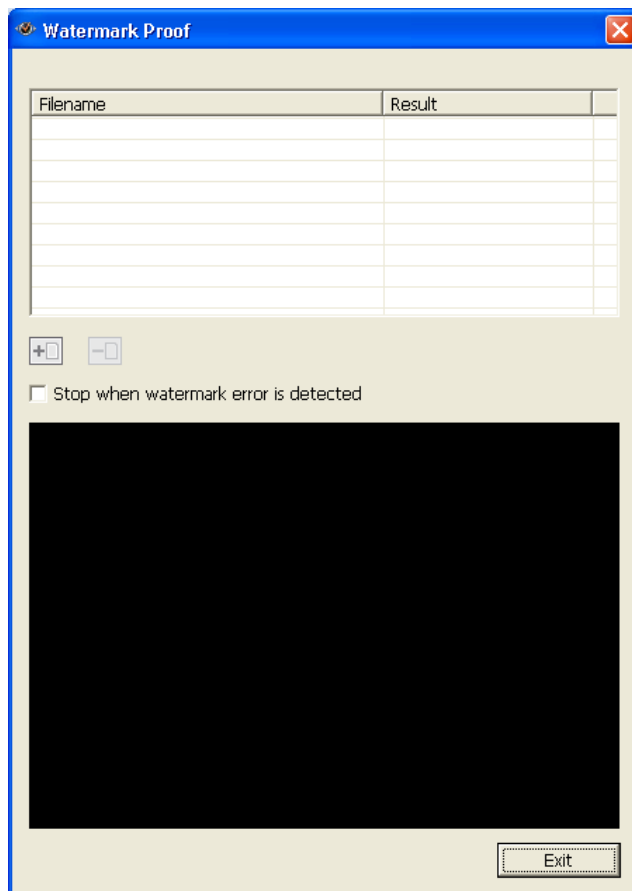 Watermark Proof
Filename Result
Stop when watermark error is detected
Exit